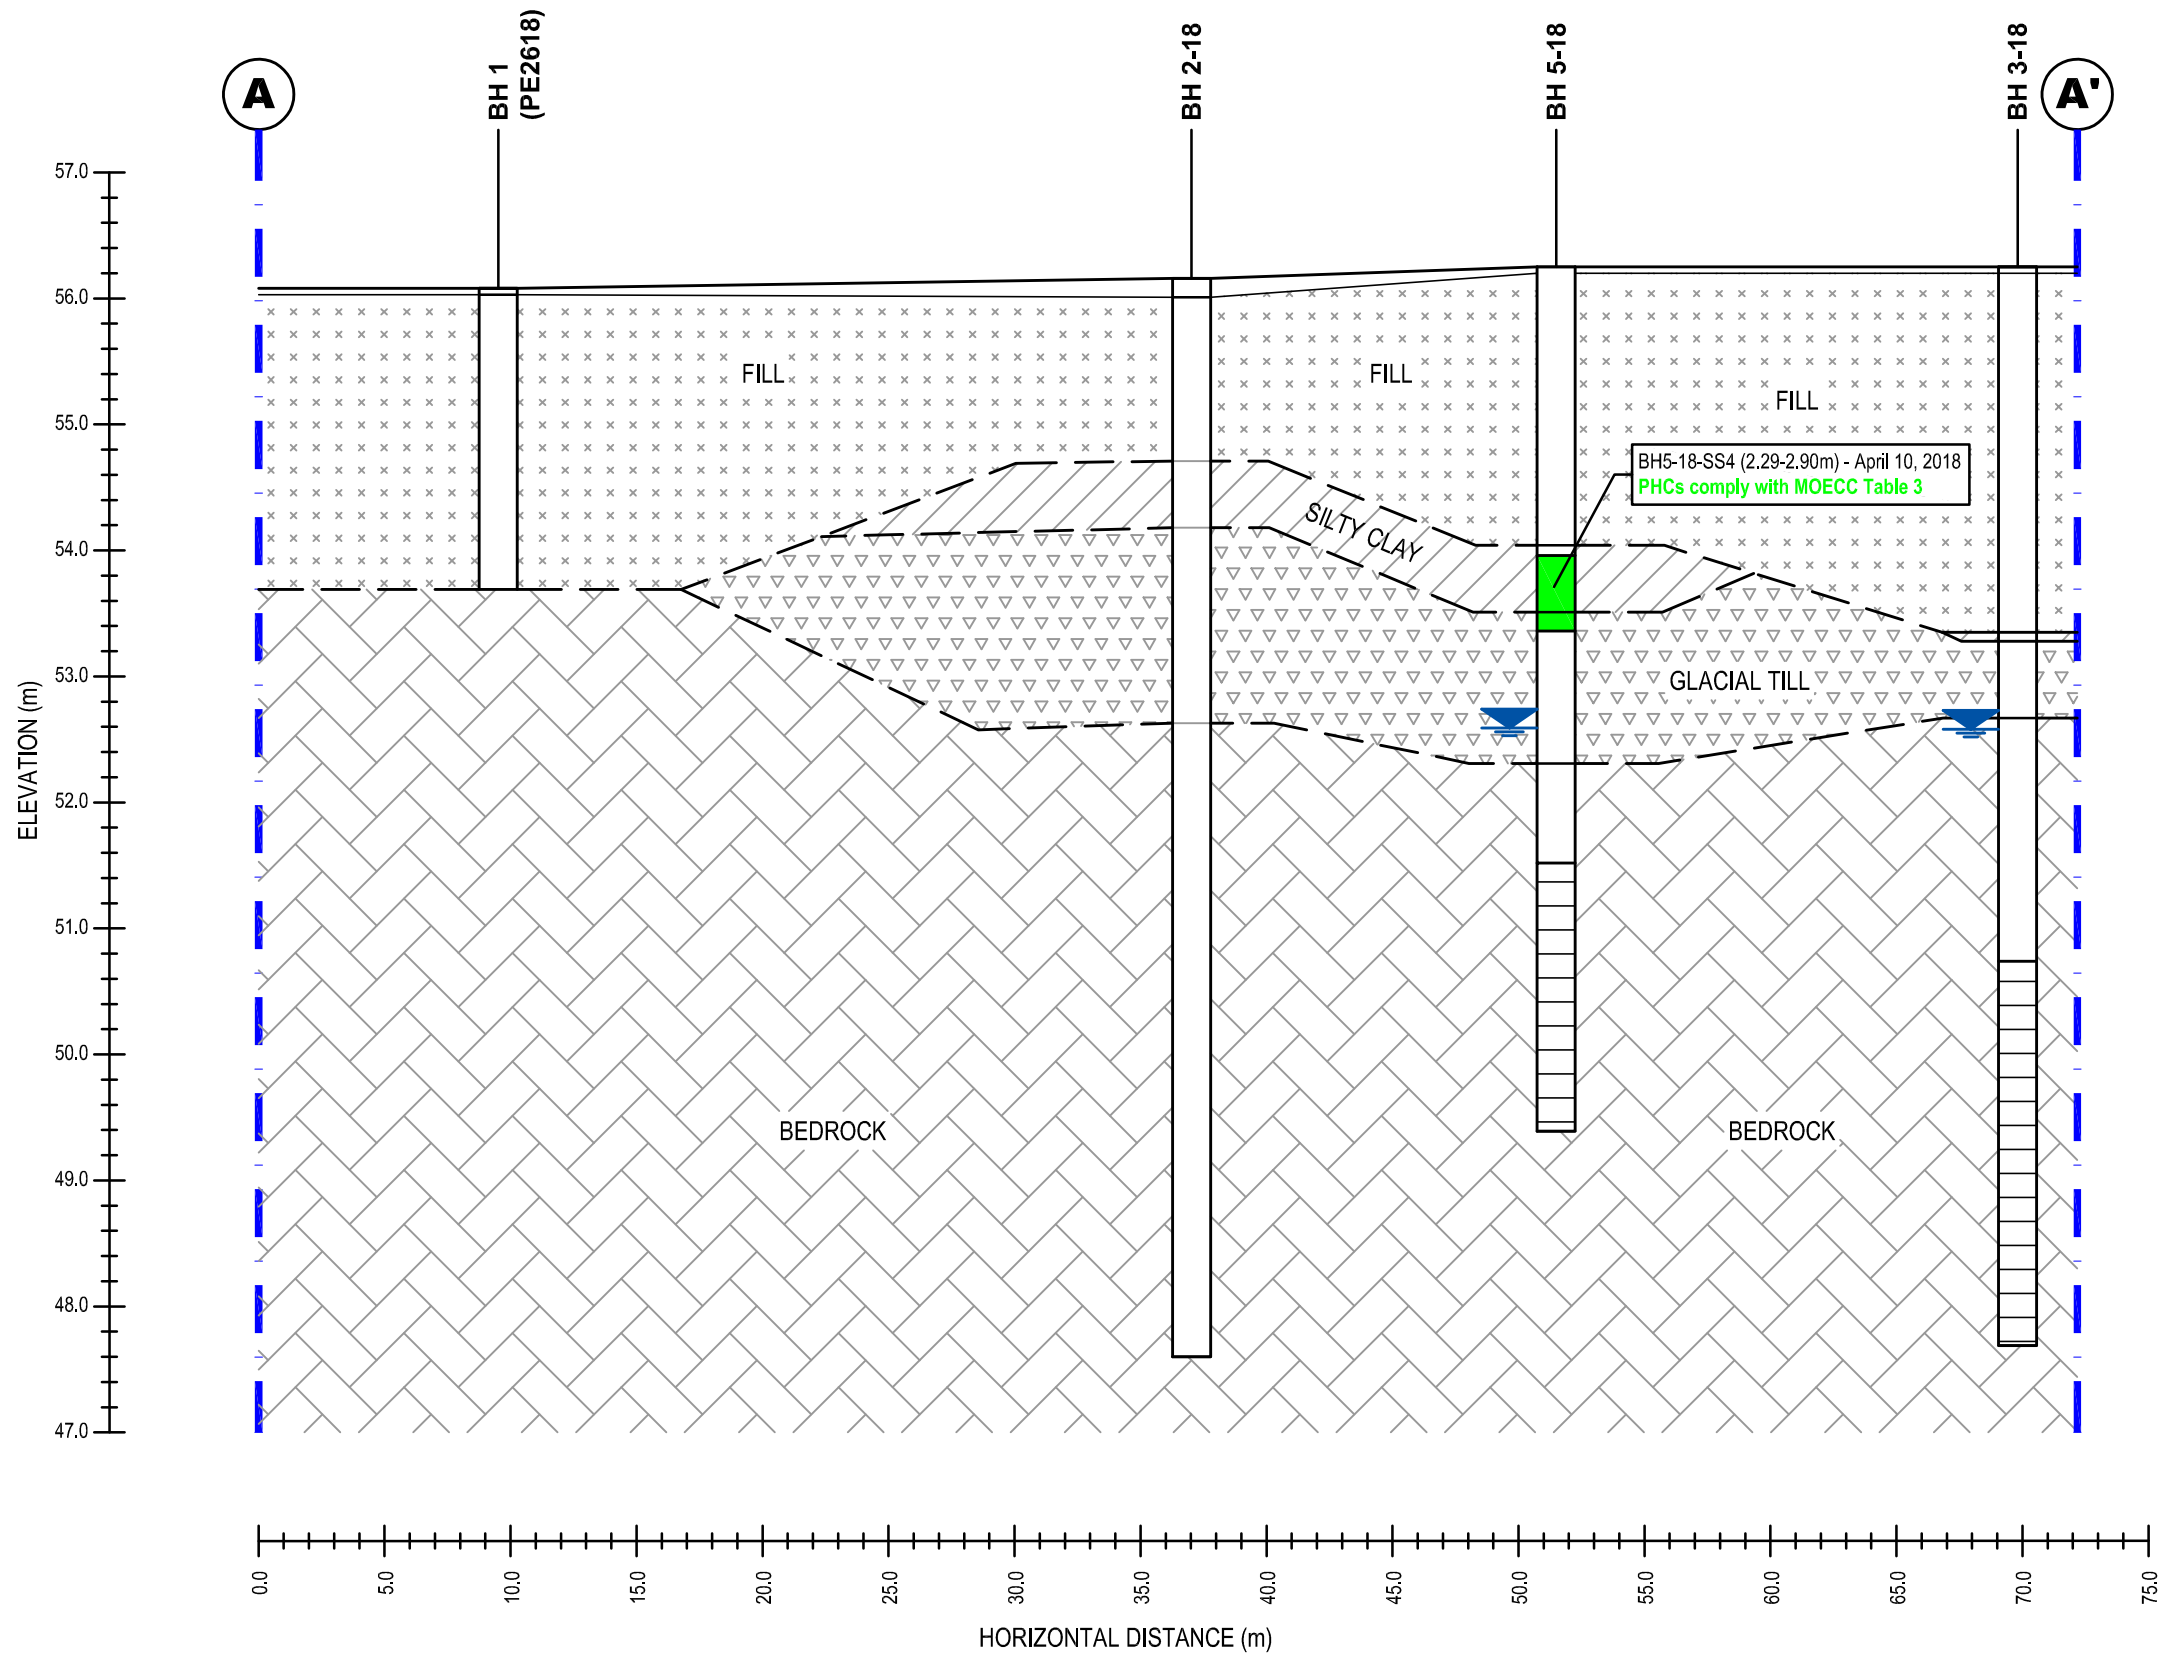 A
BH 1
(PE2618)
BH 2-18
BH 5-18
BH 3-18
A'
57.0
56.0
55.0
54.0
53.0
52.0
51.0
50.0
49.0
48.0
47.0
ELEVATION (m)
FILL
FILL
FILL
BH5-18-SS4 (2.29-2.90m) - April 10, 2018
PHCs comply with MOECC Table 3
SILTY CLAY
GLACIAL TILL
BEDROCK
BEDROCK
0.0
5.0
10.0
15.0
20.0
25.0
30.0
35.0
40.0
45.0
50.0
55.0
60.0
65.0
70.0
75.0
HORIZONTAL DISTANCE (m)